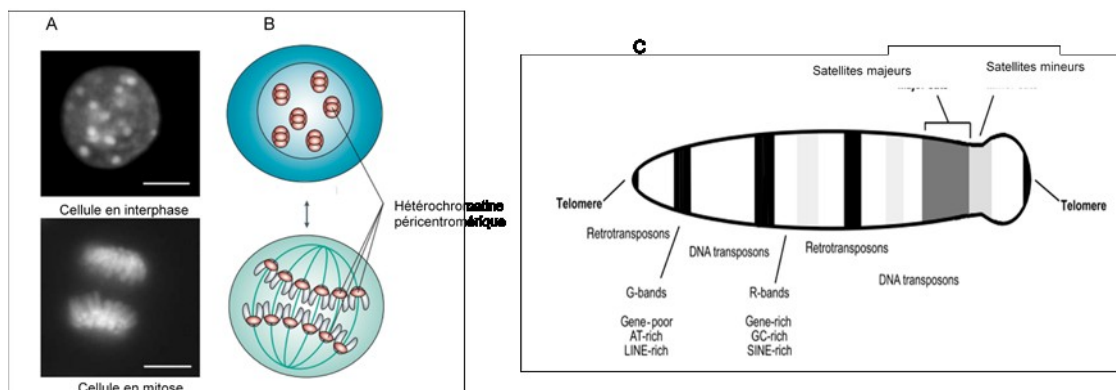 A
B
Cellule en interphase
Cellule en mitose
Hétérochromatine
péricentromérique
C
Satellites majeurs
Satellites mineurs
Telomere
Telomere
Retrotransposons
DNA transposons
Retrotransposons
DNA transposons
G-bands
Gene-poor
AT-rich
LINE-rich
R-bands
Gene-rich
GC-rich
SINE-rich